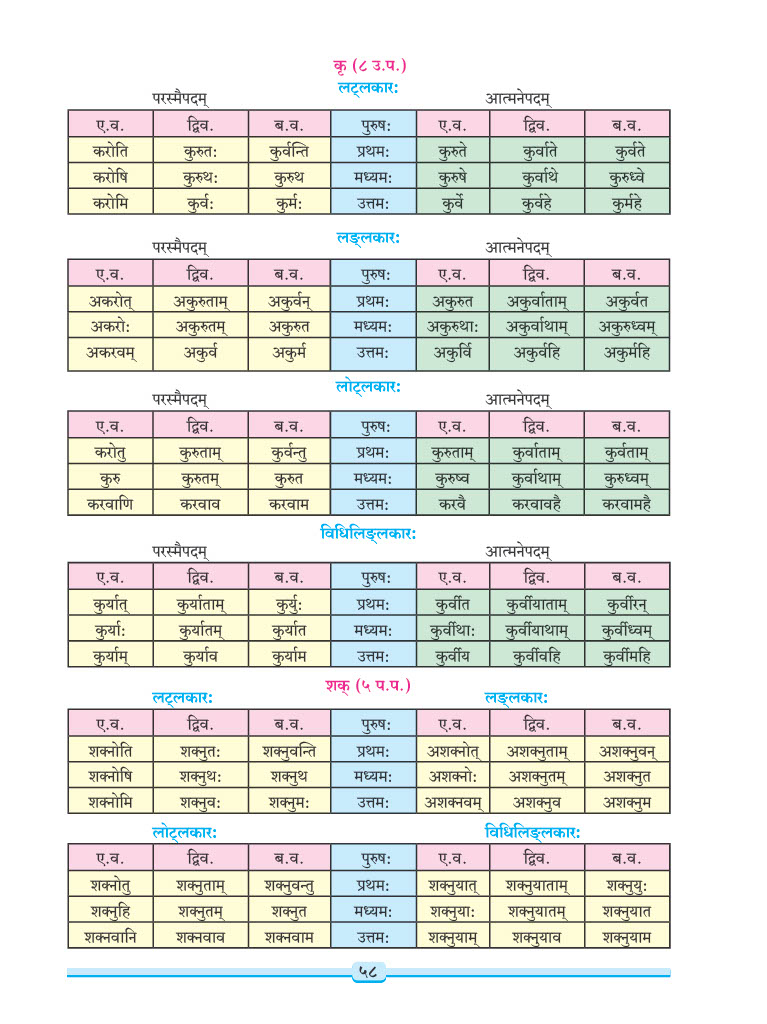 कृ (८ उ.प.)
लट्लकार:
परस्मैपदम् आत्मनेपदम्
ए.व. द्विव. ब.व. पुरुष: ए.व. द्विव. ब.व.
करोति कुरुत: कुर्वन्ति प्रथम: कुरुते कुर्वाते कुर्वते
करोषि कुरुथ: कुरुथ मध्यम: कुरुषे कुर्वाथे कुरुध्वे
करोमि कुर्व: कुर्म: उत्तम: कुर्वे कुर्वहे कुर्महे
लङ्लकार:
परस्मैपदम् आत्मनेपदम्
ए.व. द्विव. ब.व. पुरुष: ए.व. द्विव. ब.व.
अकरोत् अकुरुताम् अकुर्वन् प्रथम: अकुरुत अकुर्वाताम् अकुर्वत
अकरो: अकुरुतम् अकुरुत मध्यम: अकुरुथा: अकुर्वाथाम् अकुरुध्वम्
अकरवम् अकुर्व अकुर्म उत्तम: अकुर्वि अकुर्वहि अकुर्महि
लोट्लकार:
परस्मैपदम् आत्मनेपदम्
ए.व. द्विव. ब.व. पुरुष: ए.व. द्विव. ब.व.
करोतु कुरुताम् कुर्वन्तु प्रथम: कुरुताम् कुर्वाताम् कुर्वताम्
कुरु कुरुतम् कुरुत मध्यम: कुरुष्व कुर्वाथाम् कुरुध्वम्
करवाणि करवाव करवाम उत्तम: करवै करवावहै करवामहै
विधिलिङ्लकार:
परस्मैपदम् आत्मनेपदम्
ए.व. द्विव. ब.व. पुरुष: ए.व. द्विव. ब.व.
कुर्यात् कुर्याताम् कुर्यु: प्रथम: कुर्वीत कुर्वीयाताम् कुर्वीरन्
कुर्या: कुर्यातम् कुर्यात मध्यम: कुर्वीथा: कुर्वीयाथाम् कुर्वीध्वम्
कुर्याम् कुर्याव कुर्याम उत्तम: कुर्वीय कुर्वीवहि कुर्वीमहि
शक् (५ प.प.)
लट्लकार: लङ्लकार:
ए.व. द्विव. ब.व. पुरुष: ए.व. द्विव. ब.व.
शक्नोति शक्नुत: शक्नुवन्ति प्रथम: अशक्नोत् अशक्नुताम् अशक्नुवन्
शक्नोषि शक्नुथ: शक्नुथ मध्यम: अशक्नो: अशक्नुतम् अशक्नुत
शक्नोमि शक्नुव: शक्नुम: उत्तम: अशक्नवम् अशक्नुव अशक्नुम
लोट्लकार: विधिलिङ्लकार:
ए.व. द्विव. ब.व. पुरुष: ए.व. द्विव. ब.व.
शक्नोतु शक्नुताम् शक्नुवन्तु प्रथम: शक्नुयात् शक्नुयाताम् शक्नुयु:
शक्नुहि शक्नुतम् शक्नुत मध्यम: शक्नुया: शक्नुयातम् शक्नुयात
शक्नवानि शक्नवाव शक्नवाम उत्तम: शक्नुयाम् शक्नुयाव शक्नुयाम
५८